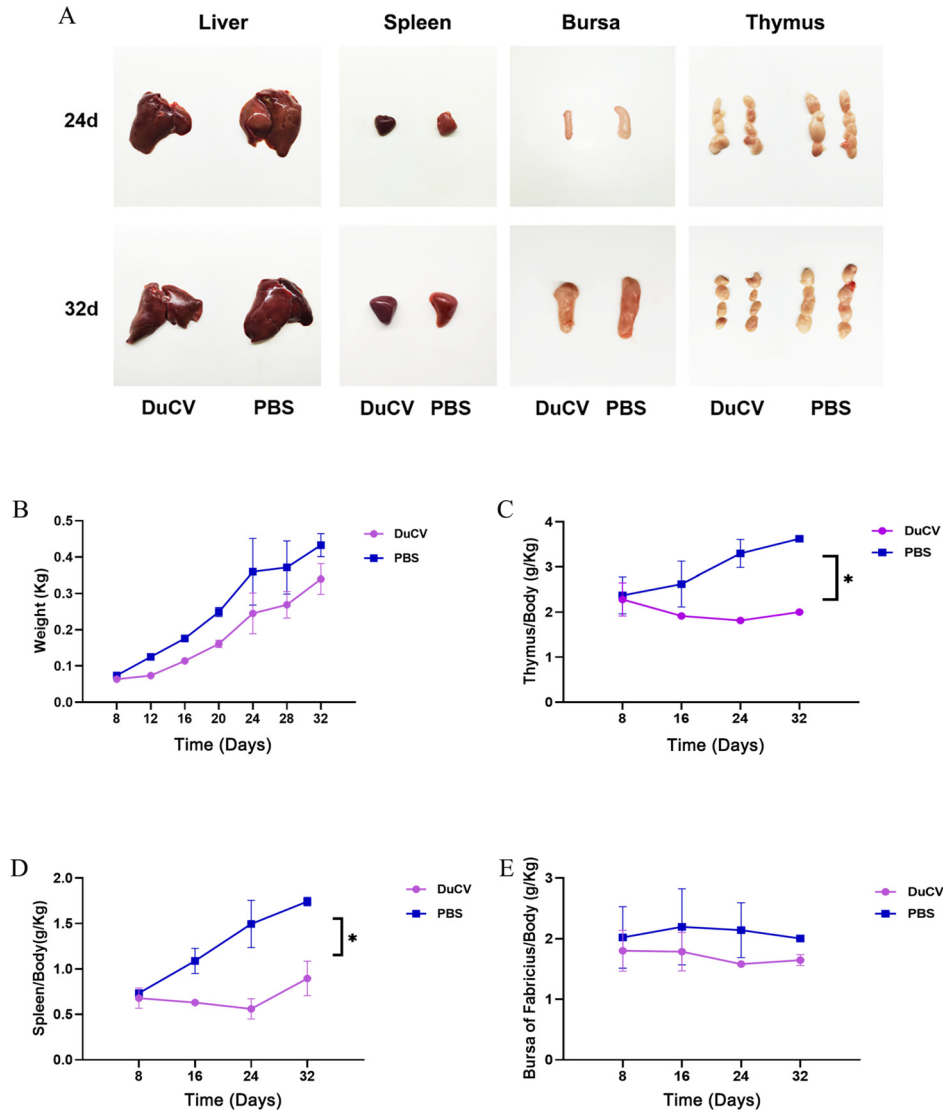 A
Liver Spleen Bursa Thymus
24d
32d
DuCV PBS DuCV PBS DuCV PBS DuCV PBS
B
Weight (Kg)
0.5
0.4
0.3
0.2
0.1
0.0
8 12 16 20 24 28 32
Time (Days)
DuCV
PBS
C
Thymus/Body (g/Kg)
4
3
2
1
0
8 16 24 32
Time (Days)
DuCV
PBS
*
D
Spleen/Body(g/Kg)
2.0
1.5
1.0
0.5
0.0
8 16 24 32
Time (Days)
DuCV
PBS
*
E
Bursa of Fabricius/Body (g/Kg)
3
2
1
0
8 16 24 32
Time (Days)
DuCV
PBS